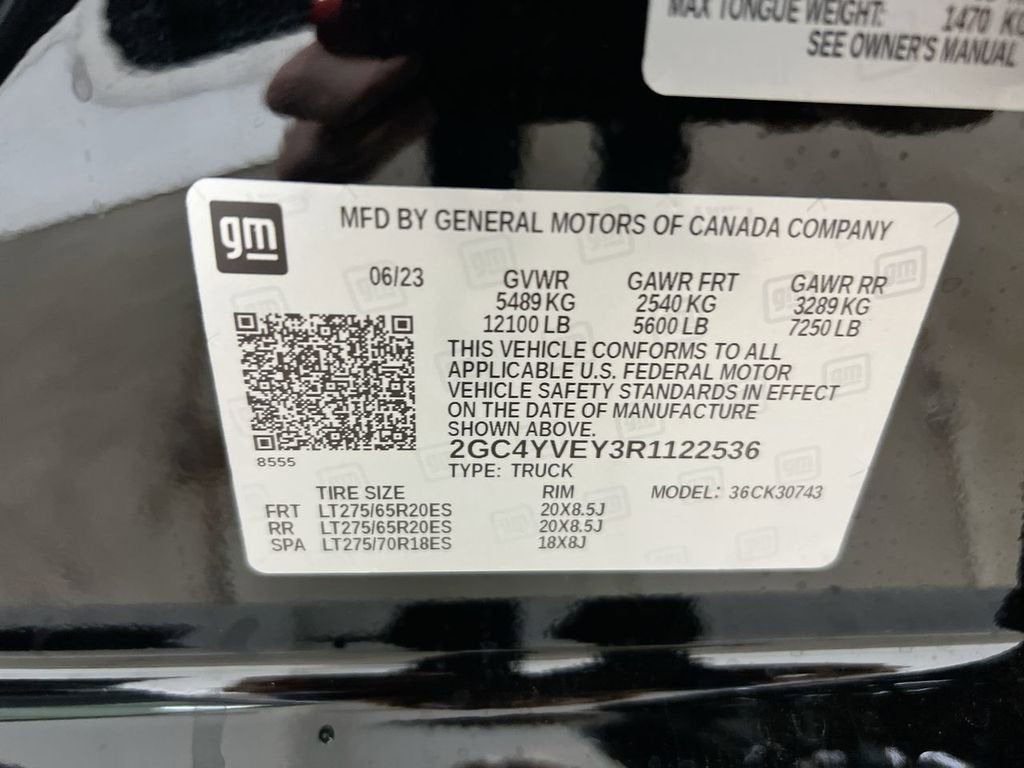 MAX TONGUE WEIGHT: 1470
SEE OWNER'S MANUAL
gm
MFD BY GENERAL MOTORS OF CANADA COMPANY
06/23 GVWR GAWR FRT GAWR RR
5489 KG 2540 KG 3289 KG
12100 LB 5600 LB 7250 LB
THIS VEHICLE CONFORMS TO ALL
APPLICABLE U.S. FEDERAL MOTOR
VEHICLE SAFETY STANDARDS IN EFFECT
ON THE DATE OF MANUFACTURE
SHOWN ABOVE.
2GC4YVEY3R1122536
8555
TYPE: TRUCK
TIRE SIZE RIM MODEL: 36CK30743
FRT LT275/65R20ES 20X8.5J
RR LT275/65R20ES 20X8.5J
SPA LT275/70R18ES 18X8J